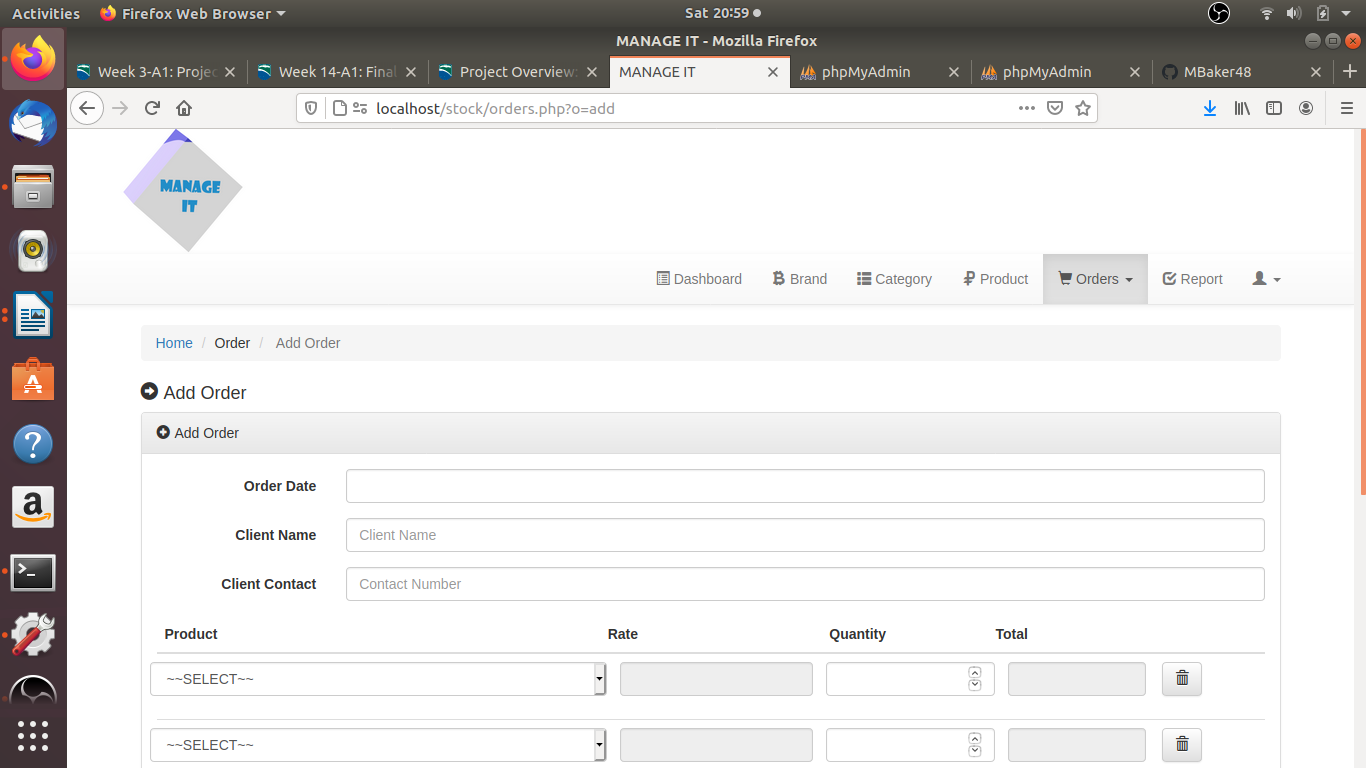 Activities Firefox Web Browser Sat 20:59
MANAGE IT - Mozilla Firefox
Week 3-A1: Projec Week 14-A1: Final Project Overview: MANAGE IT phpMyAdmin phpMyAdmin MBaker48
localhost/stock/orders.php?o=add
MANAGE
IT
Dashboard Brand Category Product Orders Report
Home / Order / Add Order
Add Order
Add Order
Order Date
Client Name Client Name
Client Contact Contact Number
Product Rate Quantity Total
~~SELECT~~
~~SELECT~~